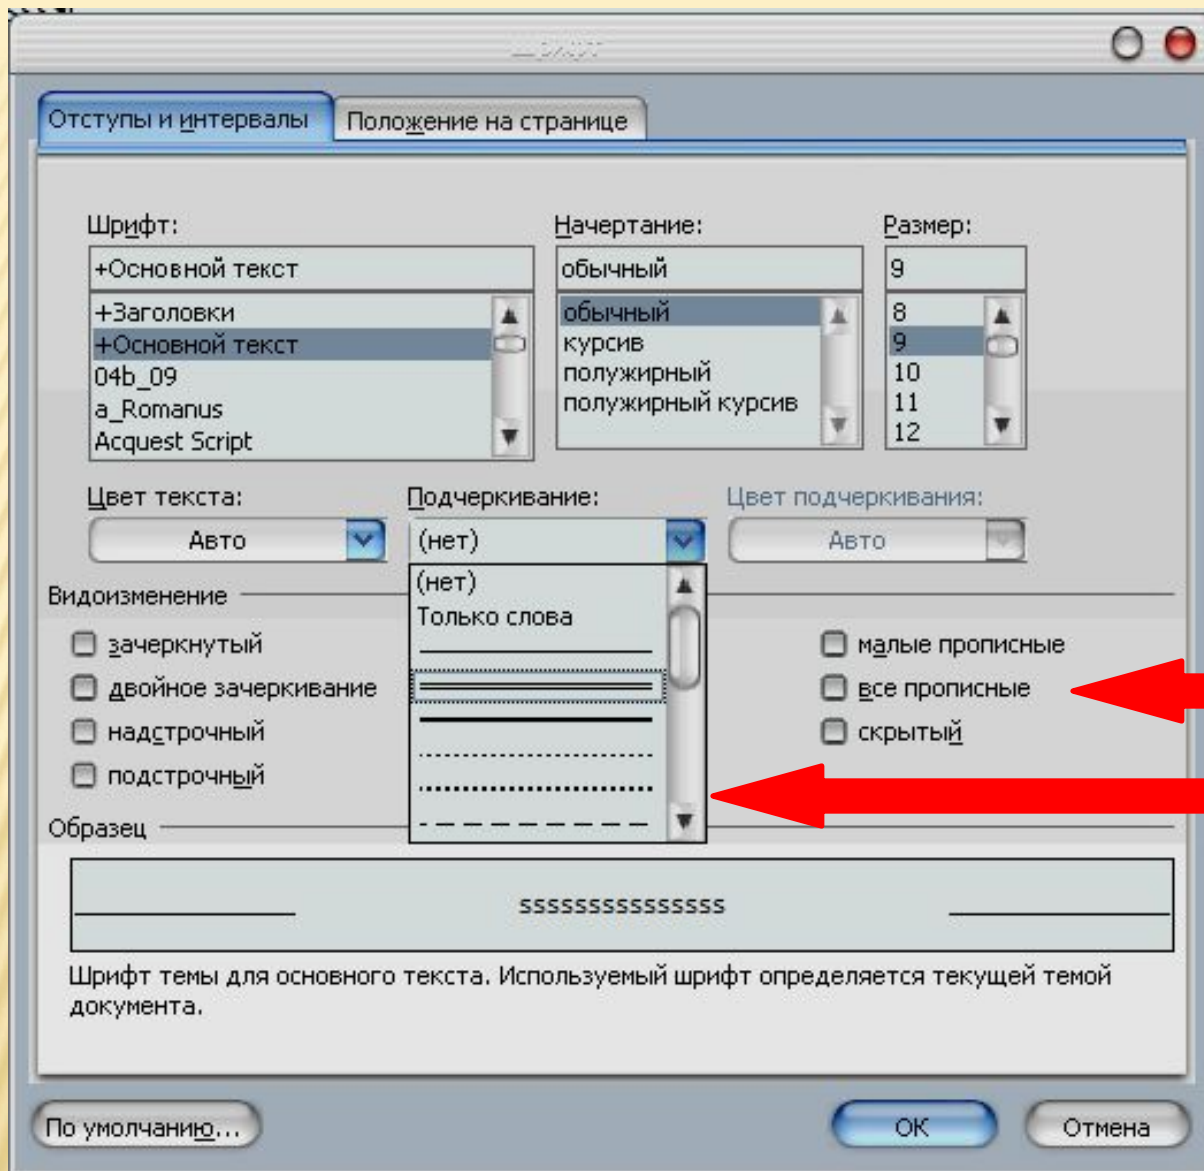 Шрифт
Отступы и интервалы Положение на странице
Шрифт: Начертание: Размер:
+Основной текст обычный 9
+Заголовки обычный 8
+Основной текст курсив 9
04b_09 полужирный 10
a_Romanus полужирный курсив 11
Acquest Script 12
Цвет текста: Подчеркивание: Цвет подчеркивания:
Авто (нет) Авто
(нет)
Видоизменение
Только слова
зачеркнутый малые прописные
двойное зачеркивание все прописные
надстрочный скрытый
подстрочный
Образец
sssssssssssssss
Шрифт темы для основного текста. Используемый шрифт определяется текущей темой
документа.
По умолчанию... ОК Отмена